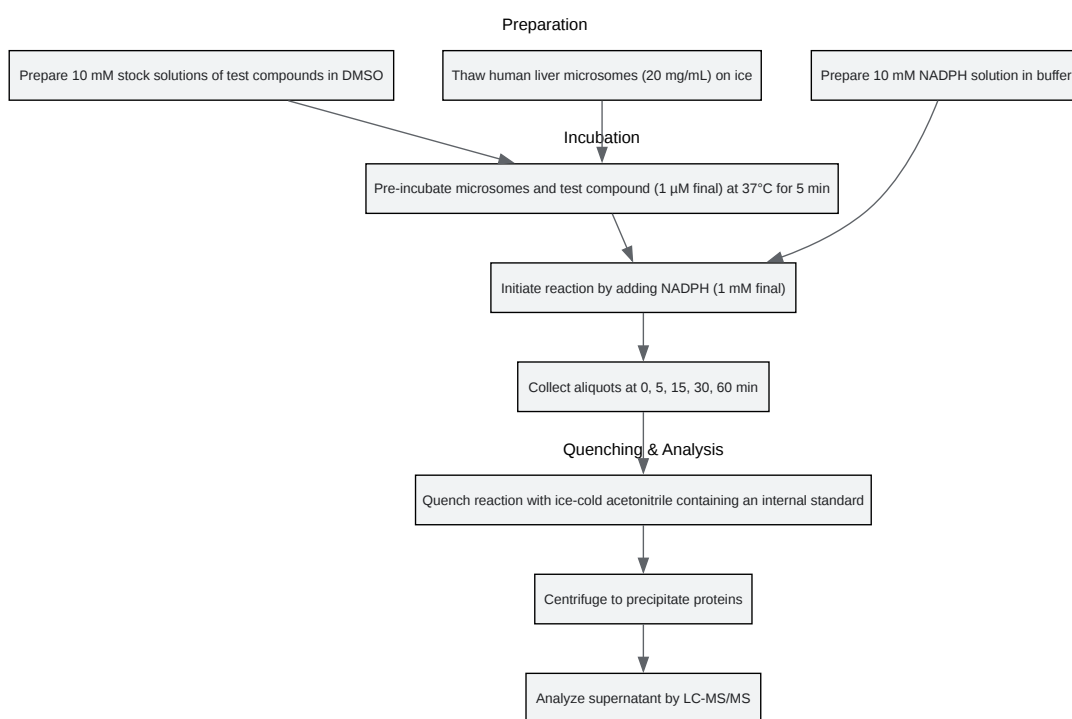 Preparation
Prepare 10 mM stock solutions of test compounds in DMSO
Thaw human liver microsomes (20 mg/mL) on ice
Prepare 10 mM NADPH solution in buffer
Incubation
Pre-incubate microsomes and test compound (1 µM final) at 37°C for 5 min
Initiate reaction by adding NADPH (1 mM final)
Collect aliquots at 0, 5, 15, 30, 60 min
Quenching & Analysis
Quench reaction with ice-cold acetonitrile containing an internal standard
Centrifuge to precipitate proteins
Analyze supernatant by LC-MS/MS